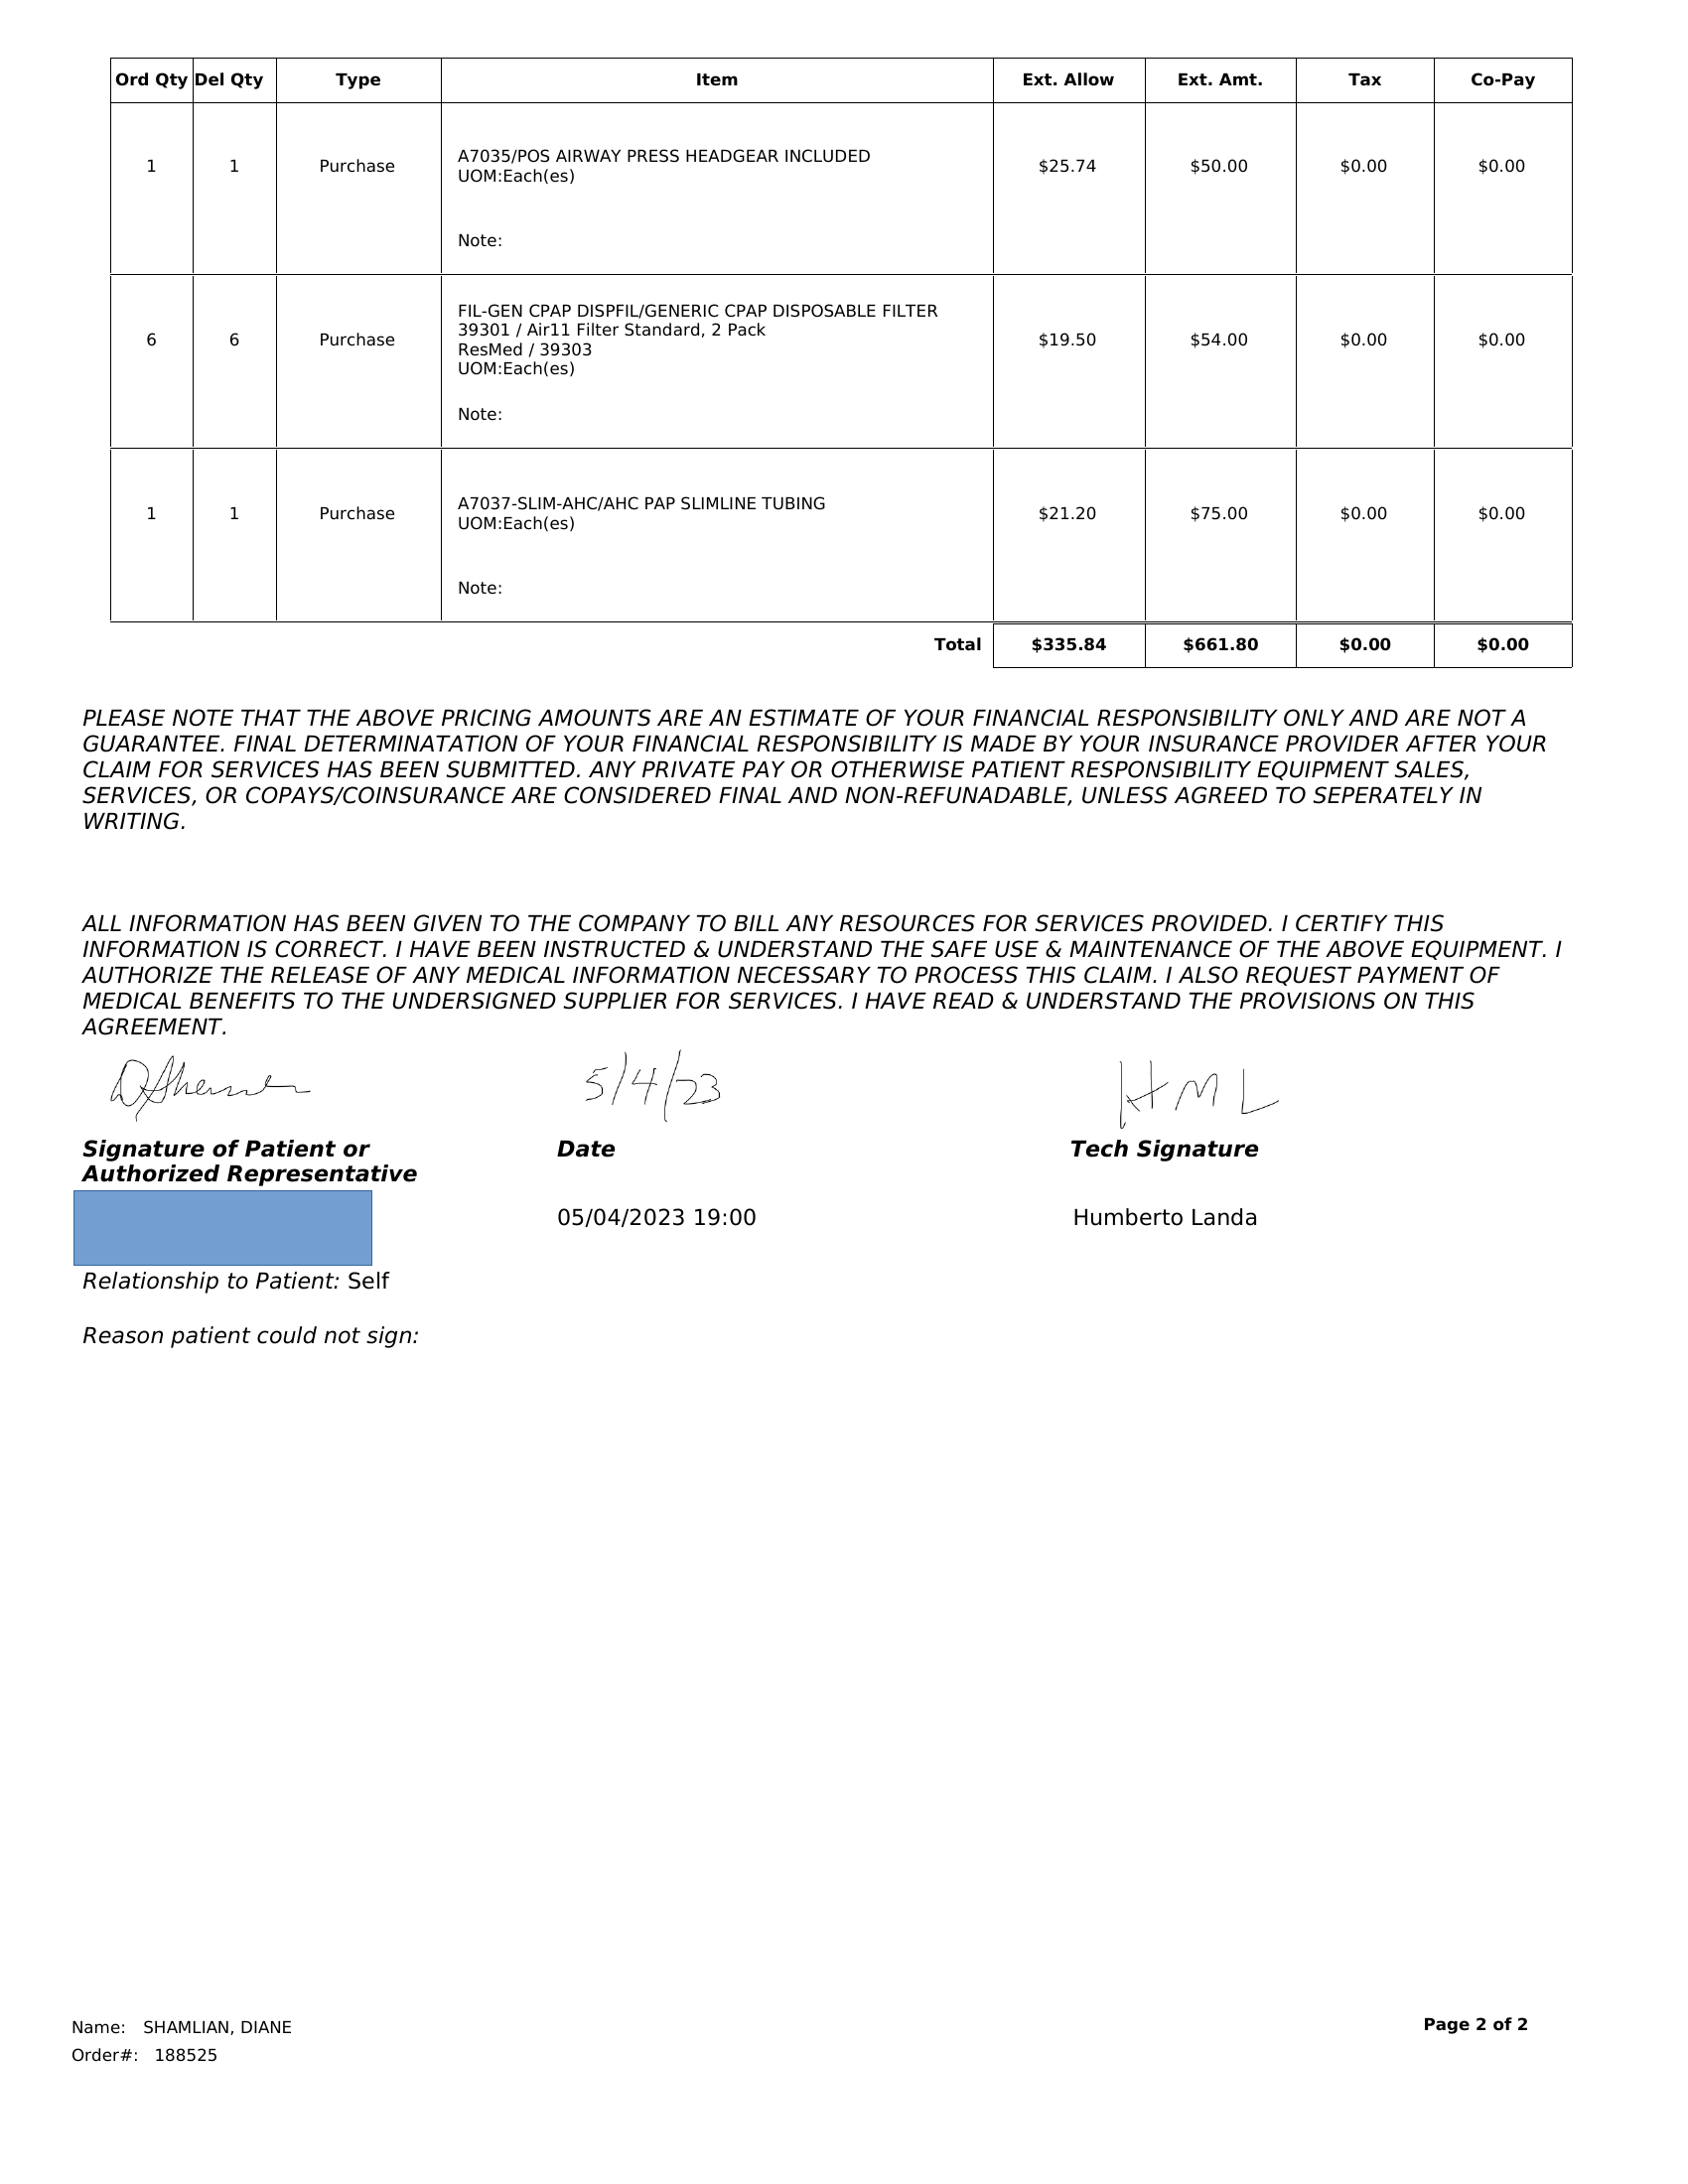 Ord Qty Del Qty Type Item Ext. Allow Ext. Amt. Tax Co-Pay
1 1 Purchase A7035/POS AIRWAY PRESS HEADGEAR INCLUDED $25.74 $50.00 $0.00 $0.00
UOM:Each(es)
Note:
FIL-GEN CPAP DISPFIL/GENERIC CPAP DISPOSABLE FILTER
39301 / Air11 Filter Standard, 2 Pack
6 6 Purchase ResMed / 39303 $19.50 $54.00 $0.00 $0.00
UOM:Each(es)
Note:
1 1 Purchase A7037-SLIM-AHC/AHC PAP SLIMLINE TUBING $21.20 $75.00 $0.00 $0.00
UOM:Each(es)
Note:
Total $335.84 $661.80 $0.00 $0.00
PLEASE NOTE THAT THE ABOVE PRICING AMOUNTS ARE AN ESTIMATE OF YOUR FINANCIAL RESPONSIBILITY ONLY AND ARE NOT A
GUARANTEE. FINAL DETERMINATATION OF YOUR FINANCIAL RESPONSIBILITY IS MADE BY YOUR INSURANCE PROVIDER AFTER YOUR
CLAIM FOR SERVICES HAS BEEN SUBMITTED. ANY PRIVATE PAY OR OTHERWISE PATIENT RESPONSIBILITY EQUIPMENT SALES,
SERVICES, OR COPAYS/COINSURANCE ARE CONSIDERED FINAL AND NON-REFUNADABLE, UNLESS AGREED TO SEPERATELY IN
WRITING.
ALL INFORMATION HAS BEEN GIVEN TO THE COMPANY TO BILL ANY RESOURCES FOR SERVICES PROVIDED. I CERTIFY THIS
INFORMATION IS CORRECT. I HAVE BEEN INSTRUCTED & UNDERSTAND THE SAFE USE & MAINTENANCE OF THE ABOVE EQUIPMENT. I
AUTHORIZE THE RELEASE OF ANY MEDICAL INFORMATION NECESSARY TO PROCESS THIS CLAIM. I ALSO REQUEST PAYMENT OF
MEDICAL BENEFITS TO THE UNDERSIGNED SUPPLIER FOR SERVICES. I HAVE READ & UNDERSTAND THE PROVISIONS ON THIS
AGREEMENT.
5/4/23 HML
Signature of Patient or Date Tech Signature
Authorized Representative
05/04/2023 19:00 Humberto Landa
Relationship to Patient: Self
Reason patient could not sign:
Name: SHAMLIAN, DIANE Page 2 of 2
Order#: 188525